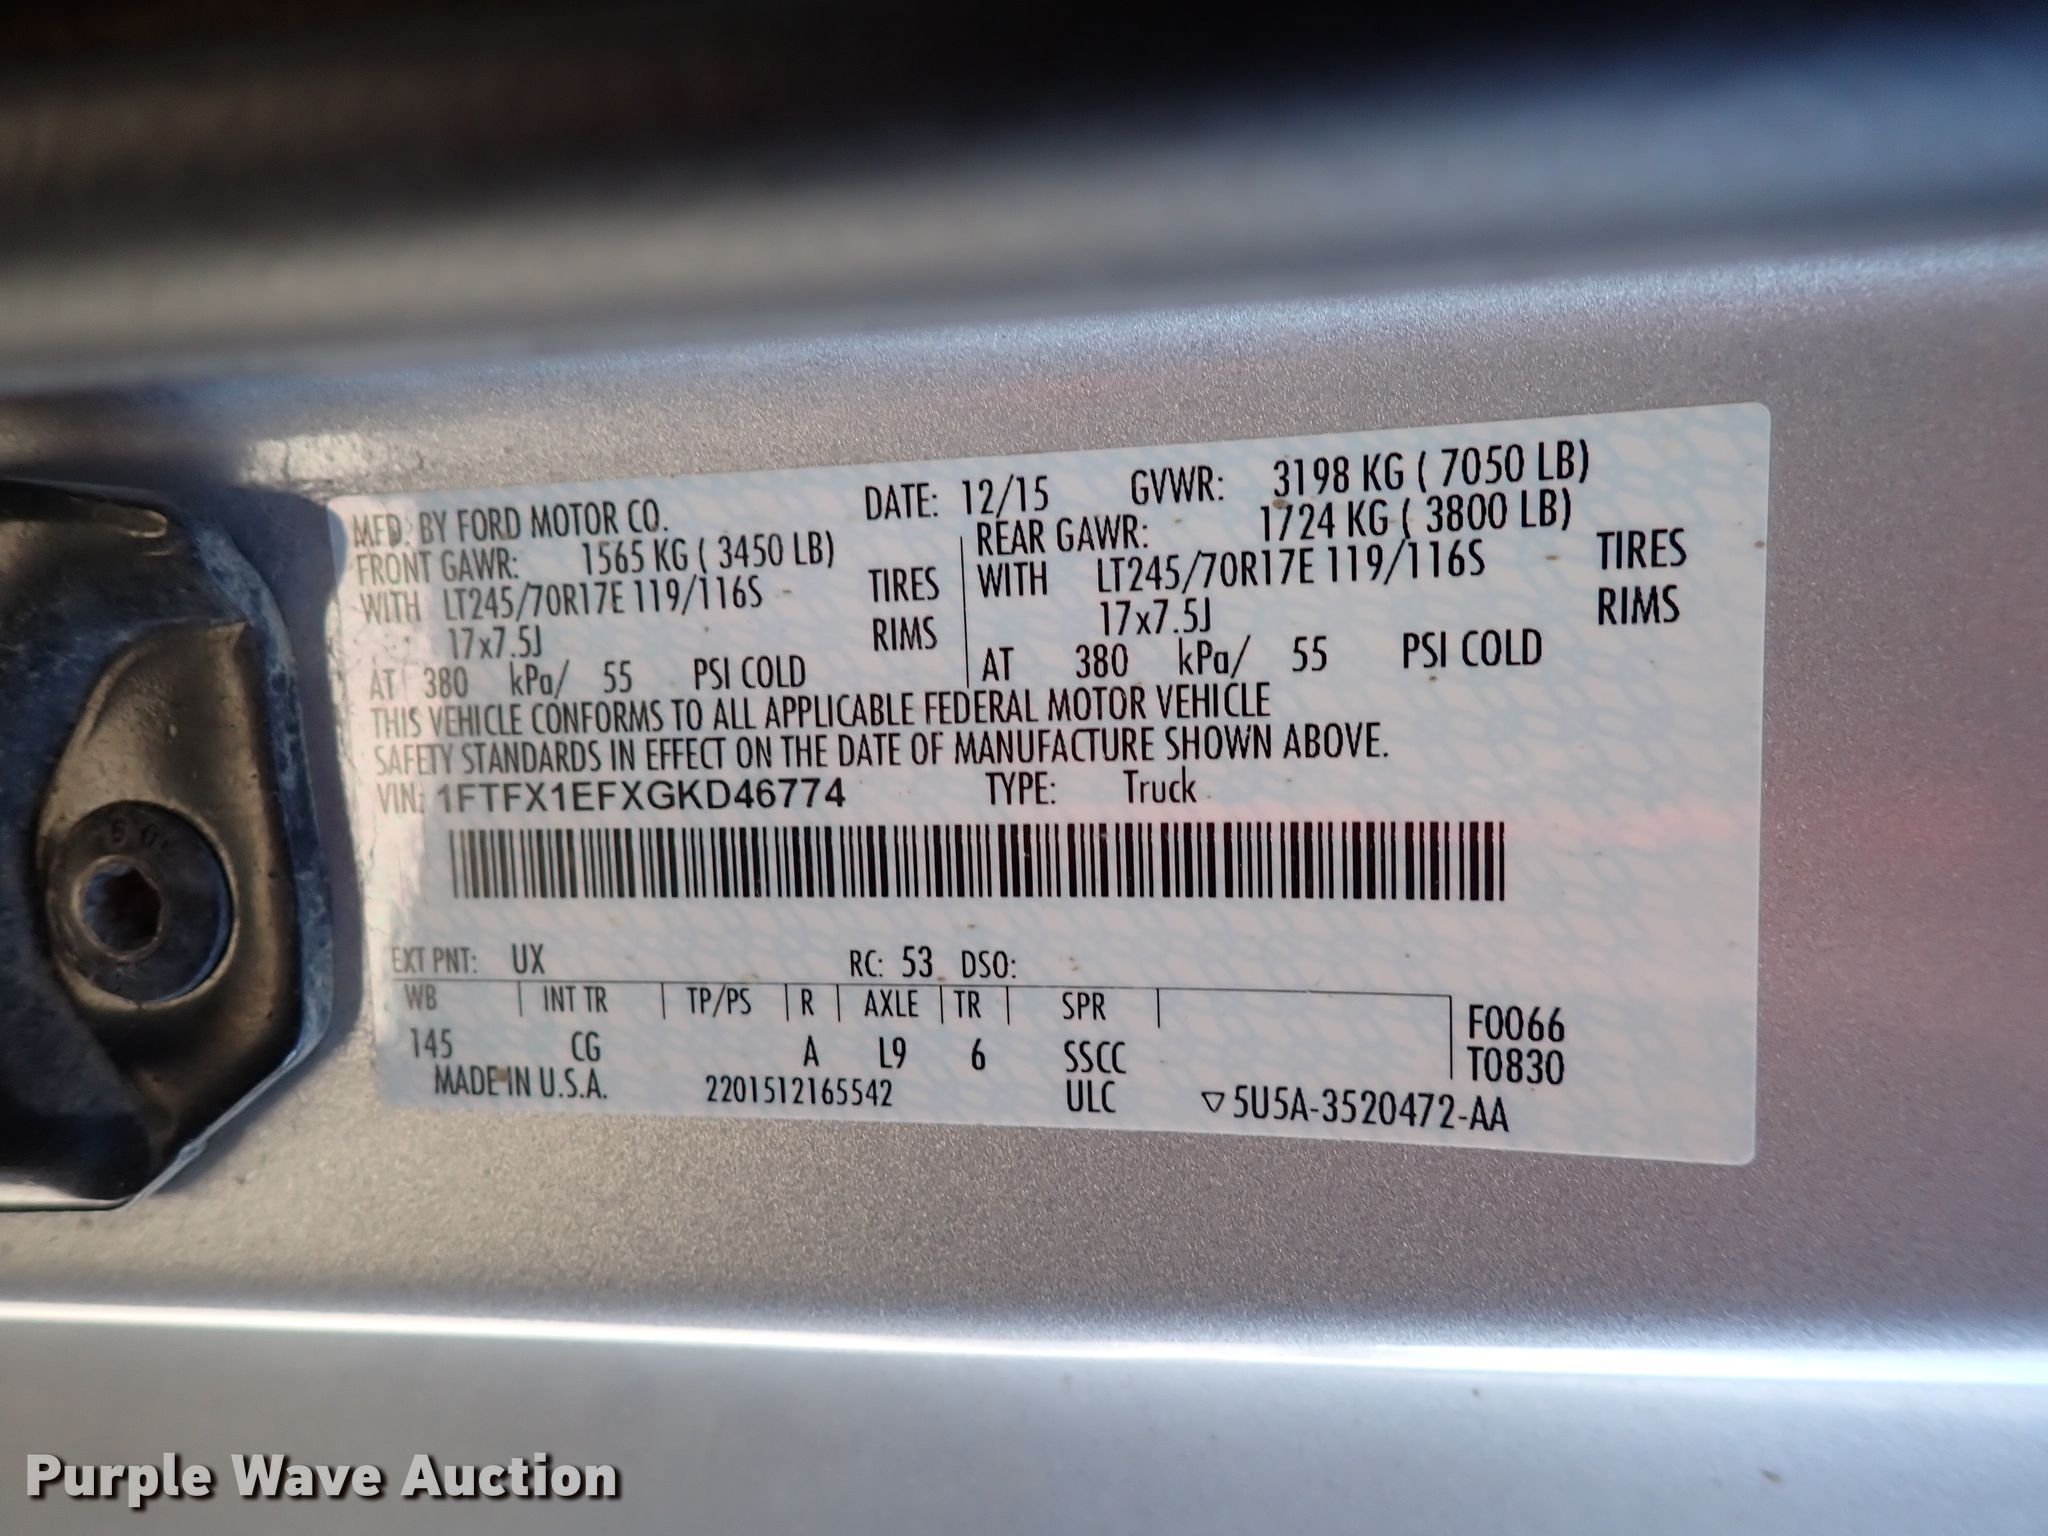 MFD. BY FORD MOTOR CO. DATE: 12/15 GVWR: 3198 KG ( 7050 LB)
FRONT GAWR: 1565 KG ( 3450 LB) REAR GAWR: 1724 KG ( 3800 LB)
WITH LT245/70R17E 119/116S TIRES WITH LT245/70R17E 119/116S TIRES
17x7.5J RIMS 17x7.5J RIMS
AT 380 kPa/ 55 PSI COLD AT 380 kPa/ 55 PSI COLD
THIS VEHICLE CONFORMS TO ALL APPLICABLE FEDERAL MOTOR VEHICLE
SAFETY STANDARDS IN EFFECT ON THE DATE OF MANUFACTURE SHOWN ABOVE.
VIN: 1FTFX1EFXGKD46774 TYPE: Truck
EXT PNT: UX RC: 53 DSO:
WB INT TR TP/PS R AXLE TR SPR F0066
145 CG A L9 6 SSCC T0830
MADE IN U.S.A. 2201512165542 ULC ▽5U5A-3520472-AA
Purple Wave Auction